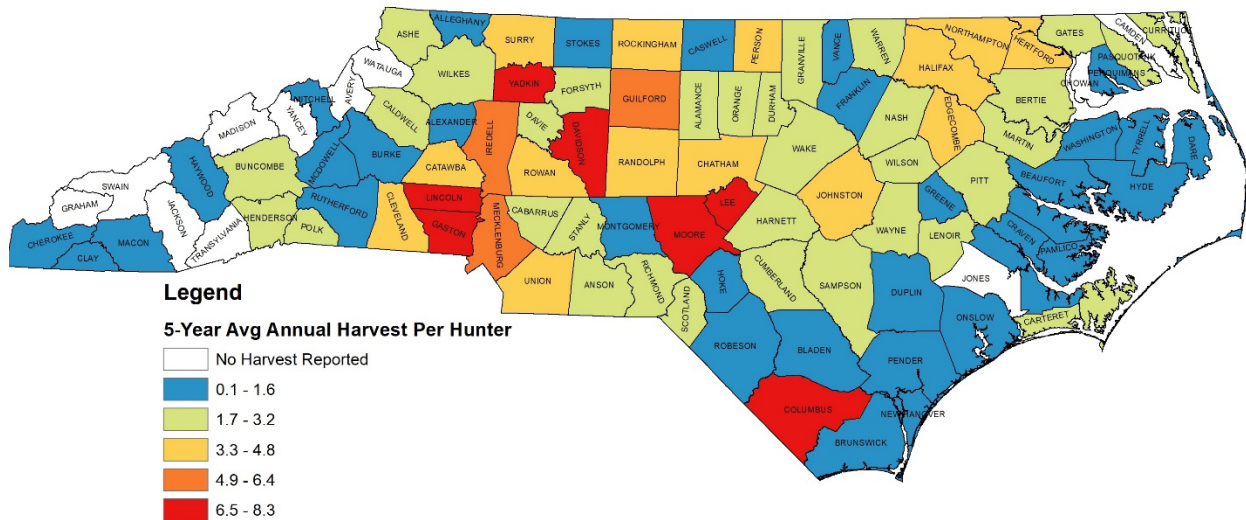 ALLEGHANY
ASHE
SURRY
STOKES
ROCKINGHAM
CASWELL
PERSON
GRANVILLE
VANCE
WARREN
NORTHAMPTON
HERTFORD
GATES
CAMDEN
CURRITUCK
PASQUOTANK
PERQUIMANS
CHOWAN
HALIFAX
WATAUGA
WILKES
YADKIN
FORSYTH
GUILFORD
ALAMANCE
ORANGE
DURHAM
FRANKLIN
NASH
EDGECOMBE
BERTIE
MARTIN
WASHINGTON
TYRRELL
DARE
MITCHELL
AVERY
YANCEY
MADISON
CALDWELL
ALEXANDER
IREDELL
DAVIE
DAVIDSON
RANDOLPH
CHATHAM
WAKE
WILSON
PITT
BEAUFORT
HYDE
HAYWOOD
BUNCOMBE
MCDOWELL
BURKE
CATAWBA
ROWAN
JOHNSTON
GREENE
SWAIN
GRAHAM
JACKSON
RUTHERFORD
CLEVELAND
LINCOLN
GASTON
MECKLENBURG
CABARRUS
STANLY
MONTGOMERY
MOORE
LEE
HARNETT
WAYNE
LENOIR
CRAVEN
PAMLICO
CHEROKEE
CLAY
MACON
TRANSYLVANIA
HENDERSON
POLK
UNION
ANSON
RICHMOND
SCOTLAND
HOKE
CUMBERLAND
SAMPSON
DUPLIN
JONES
ONSLOW
CARTERET
ROBESON
BLADEN
PENDER
COLUMBUS
NEW HANOVER
BRUNSWICK
Legend
5-Year Avg Annual Harvest Per Hunter
No Harvest Reported
0.1 - 1.6
1.7 - 3.2
3.3 - 4.8
4.9 - 6.4
6.5 - 8.3